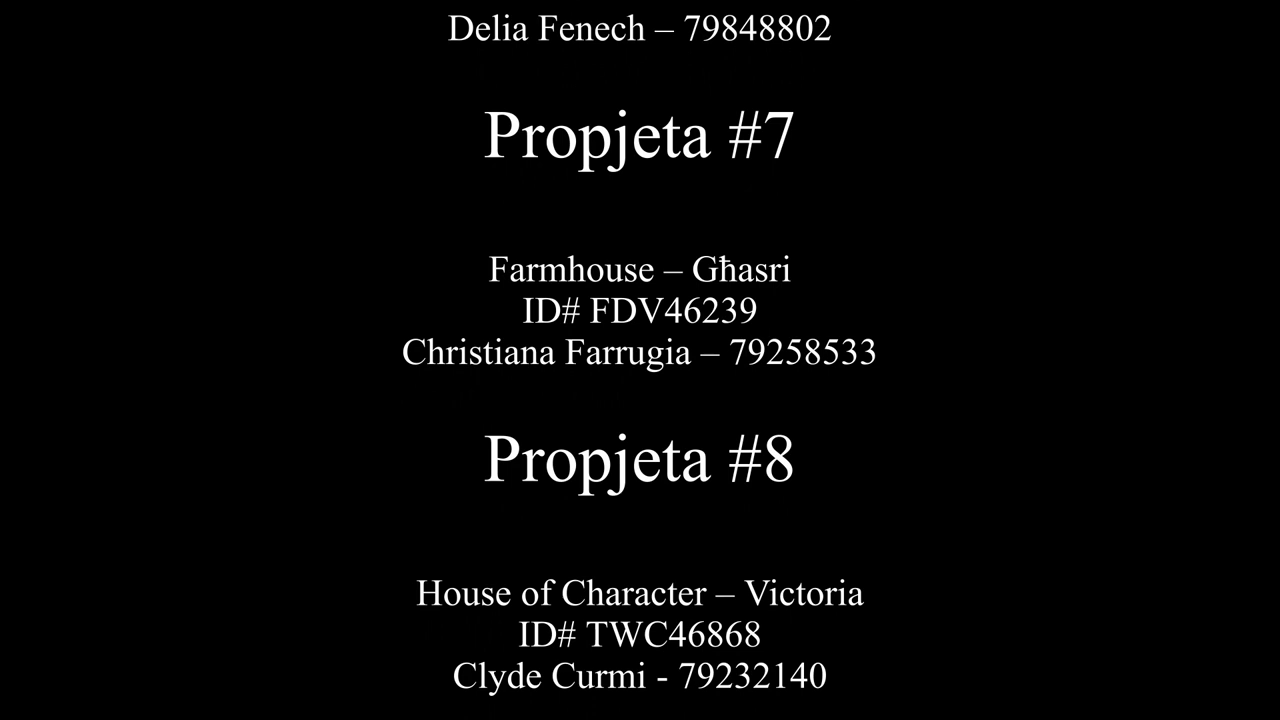 Delia Fenech – 79848802
Propjeta #7
Farmhouse – Għasri
ID# FDV46239
Christiana Farrugia – 79258533
Propjeta #8
House of Character – Victoria
ID# TWC46868
Clyde Curmi - 79232140